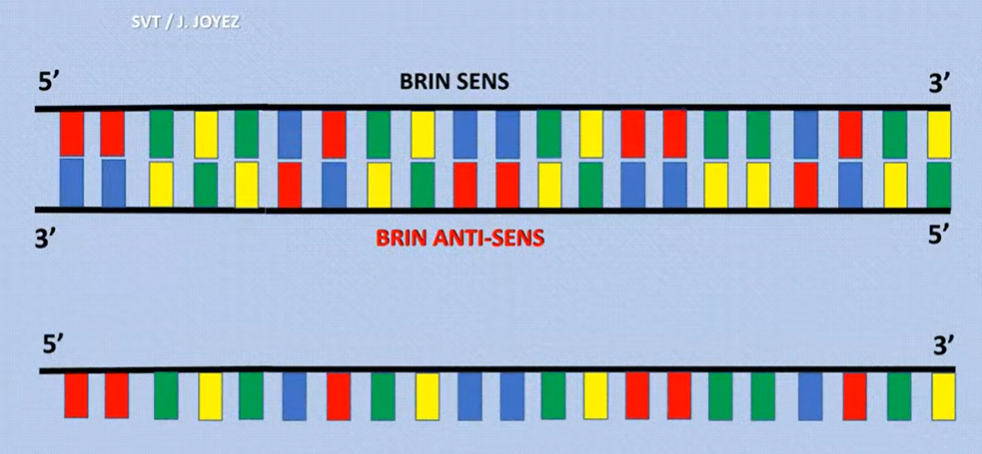 SVT / J. JOYEZ
5’ BRIN SENS 3’
3’ BRIN ANTI-SENS 5’
5’ 3’